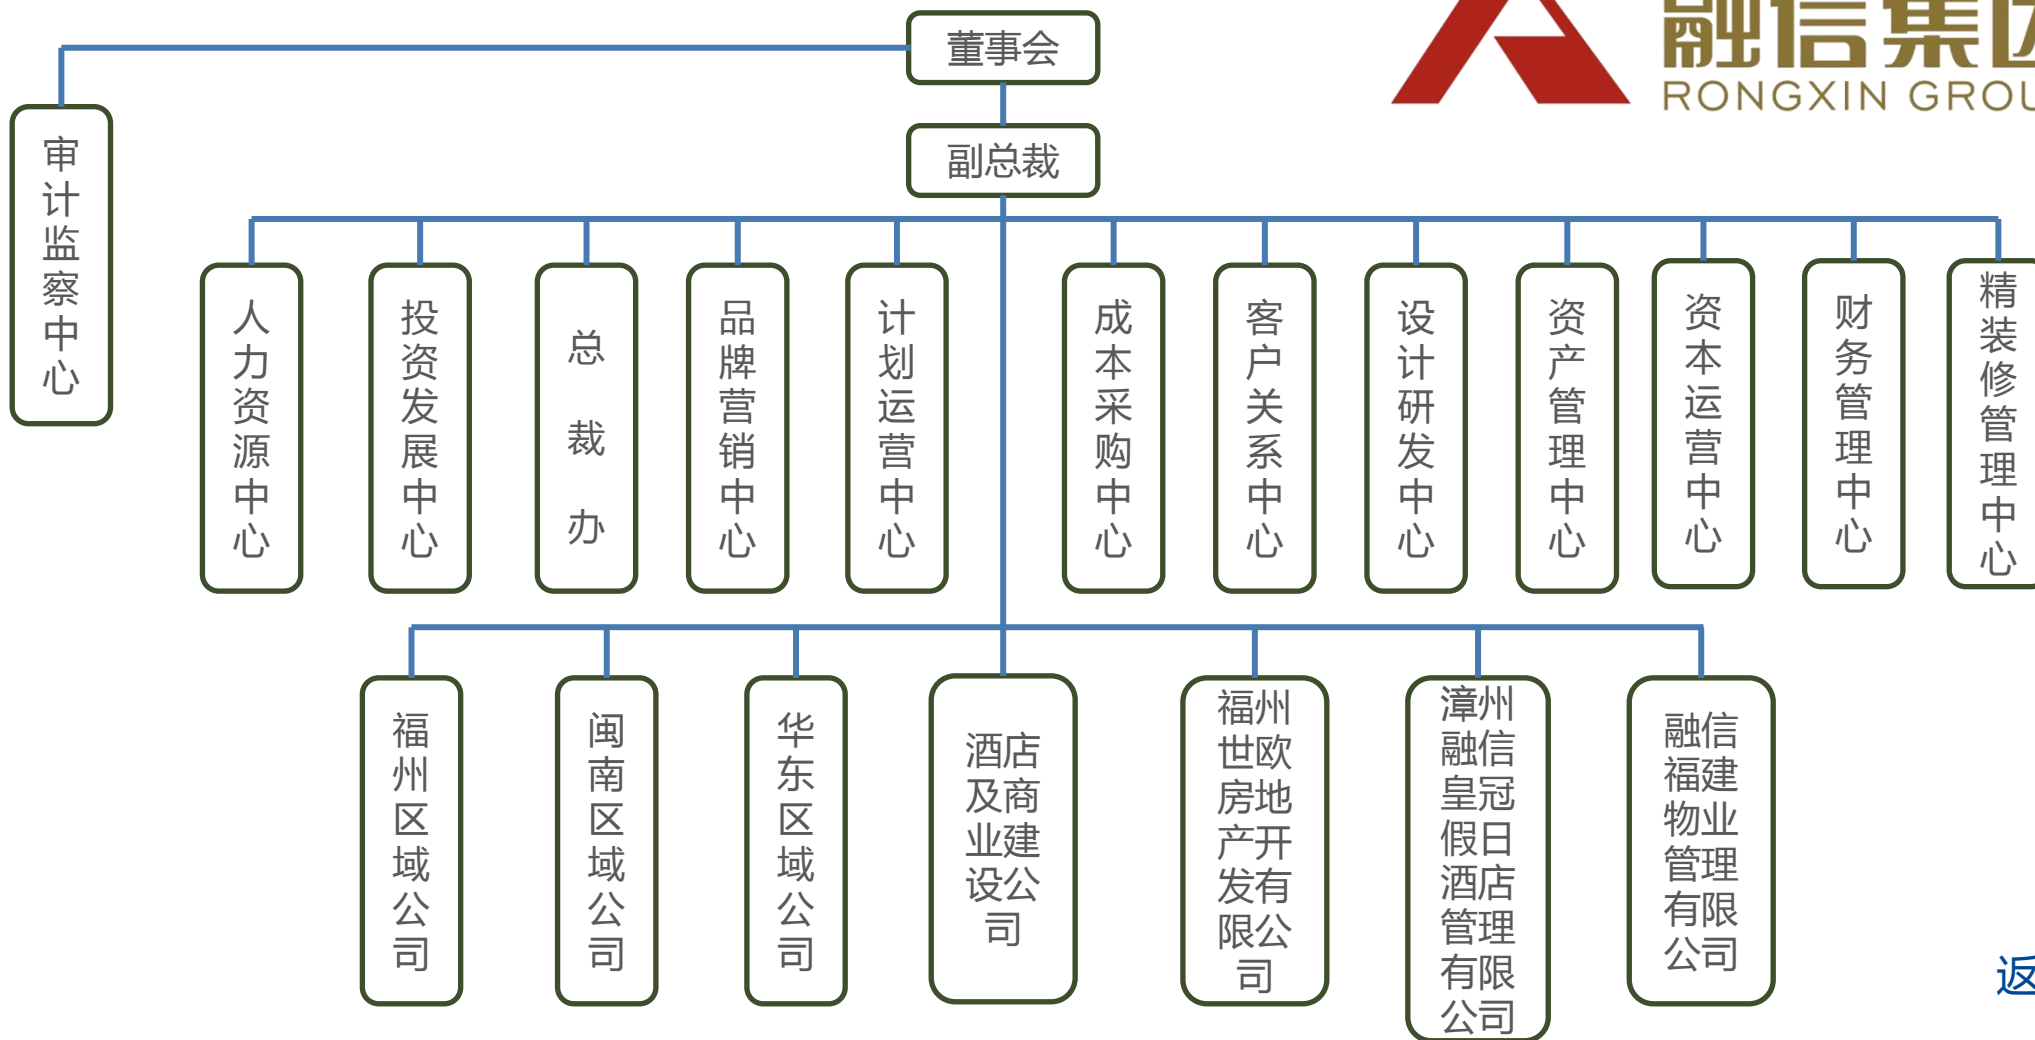 融信集团
RONGXIN GROU
董事会
副总裁
审计监察中心
人力资源中心
投资发展中心
总裁办
品牌营销中心
计划运营中心
成本采购中心
客户关系中心
设计研发中心
资产管理中心
资本运营中心
财务管理中心
精装修管理中心
福州区域公司
闽南区域公司
华东区域公司
酒店
及商
业建
设公
司
福州
世欧
房地
产开
发有
限公
司
漳州
融信
皇冠
假日
酒店
管理
有限
公司
融信
福建
物业
管理
有限
公司
返